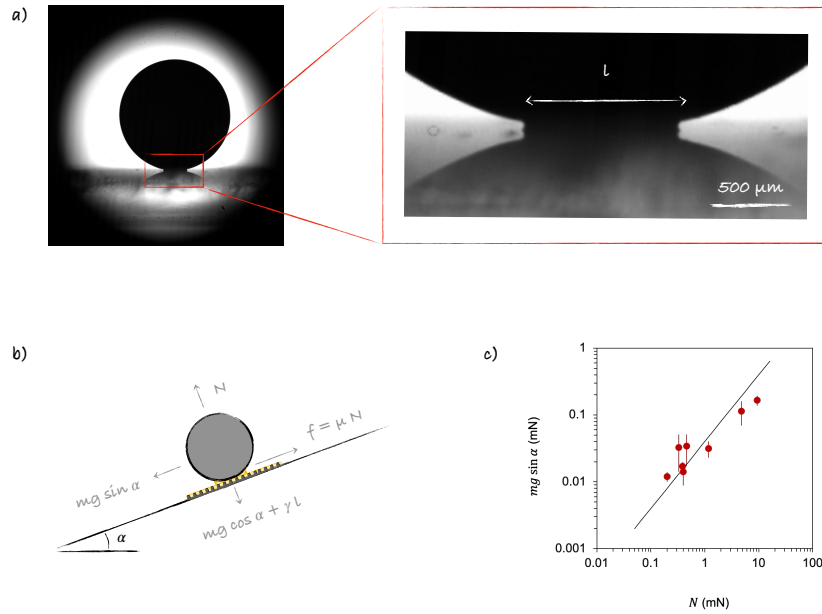 a)
l
500 μm
b)
N
f = μ N
mg sin α
mg cos α + γ l
α
c)
mg sin α (mN)
1
0.1
0.01
0.001
0.01
0.1
1
10
100
N (mN)